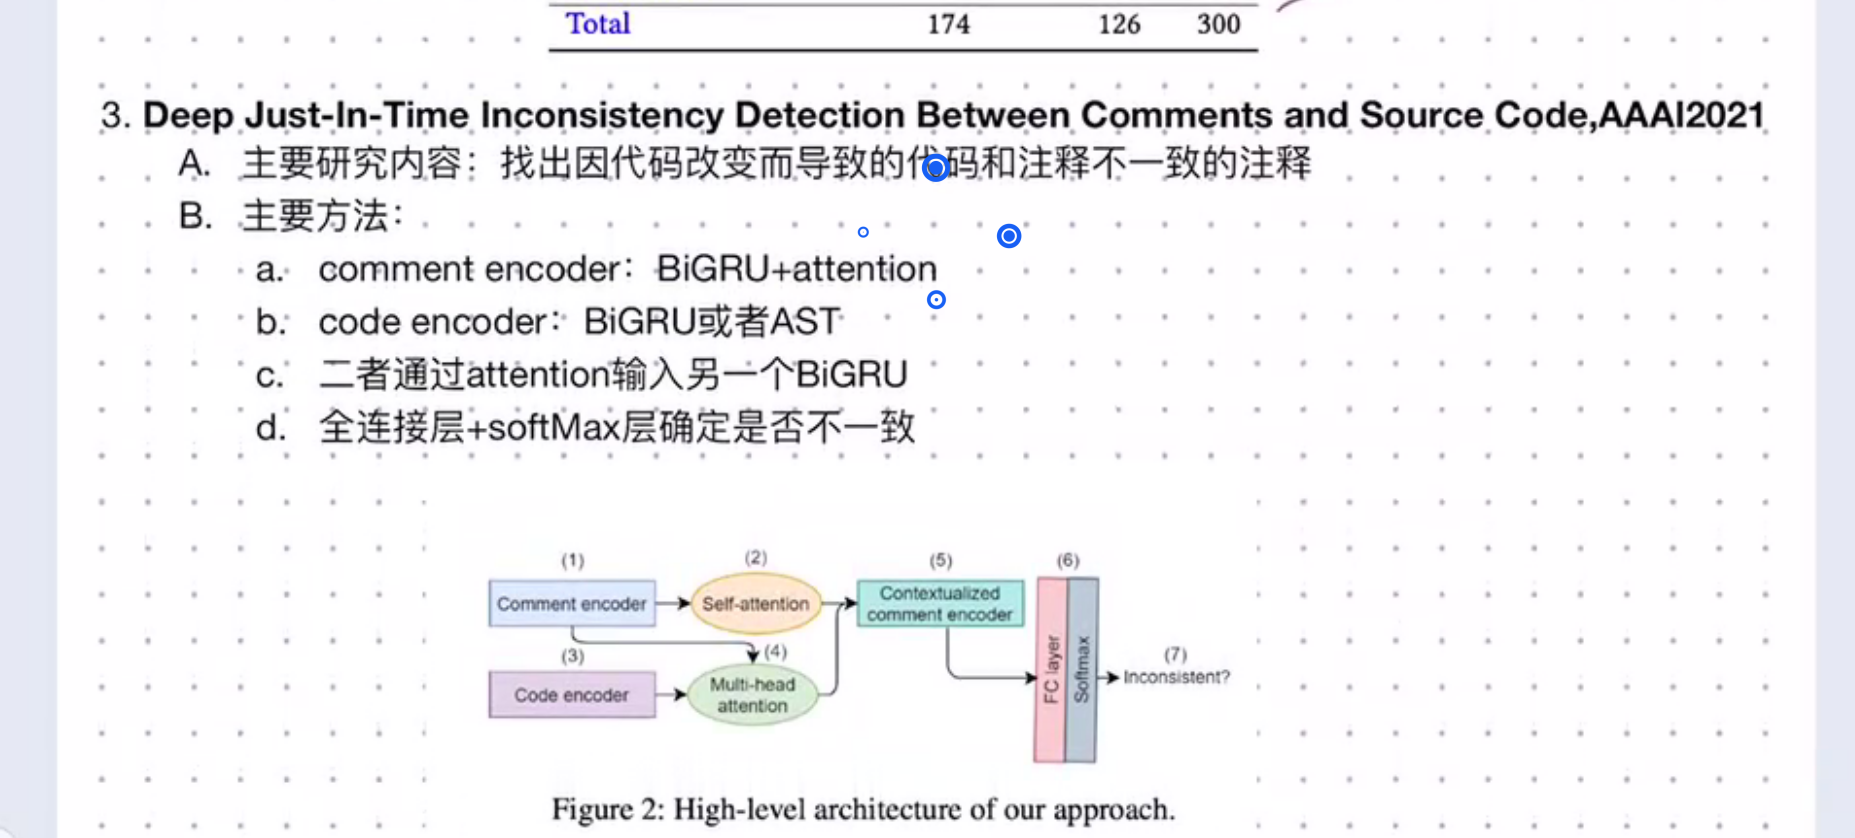 Total 174 126 300
3. Deep Just-In-Time Inconsistency Detection Between Comments and Source Code,AAAI2021
A. 主要研究内容：找出因代码改变而导致的代码和注释不一致的注释
B. 主要方法：
a. comment encoder：BiGRU+attention
b. code encoder：BiGRU或者AST
c. 二者通过attention输入另一个BiGRU
d. 全连接层+softMax层确定是否不一致
(1) (2) (5) (6)
Comment encoder
Self-attention
Contextualized
comment encoder
(3) (4)
Code encoder
Multi-head
attention
FC layer
Softmax
(7)
Inconsistent?
Figure 2: High-level architecture of our approach.